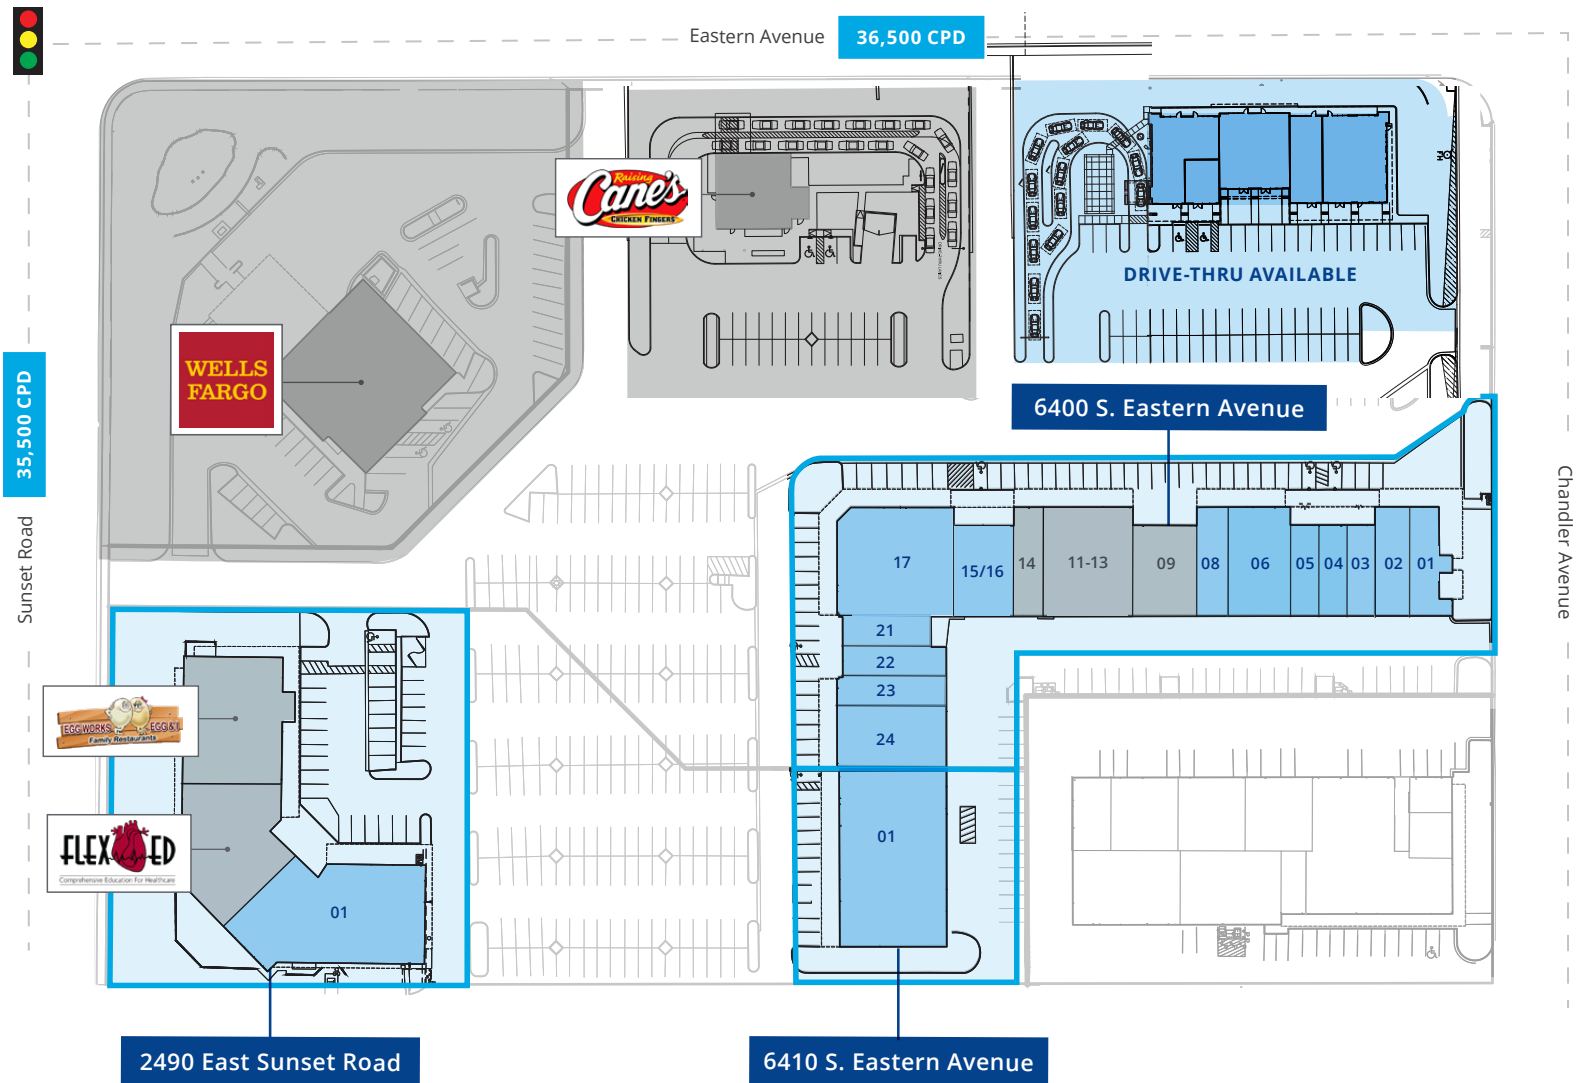 Eastern Avenue
36,500 CPD
Raising
Cane's
CHICKEN FINGERS
DRIVE-THRU AVAILABLE
WELLS
FARGO
35,500 CPD
Sunset Road
6400 S. Eastern Avenue
Chandler Avenue
17
15/16
14
11-13
09
08
06
05
04
03
02
01
21
22
23
24
01
EGG WORKS
EGG & I
Family Restaurants
FLEX ED
Comprehensive Education For Healthcare
01
2490 East Sunset Road
6410 S. Eastern Avenue